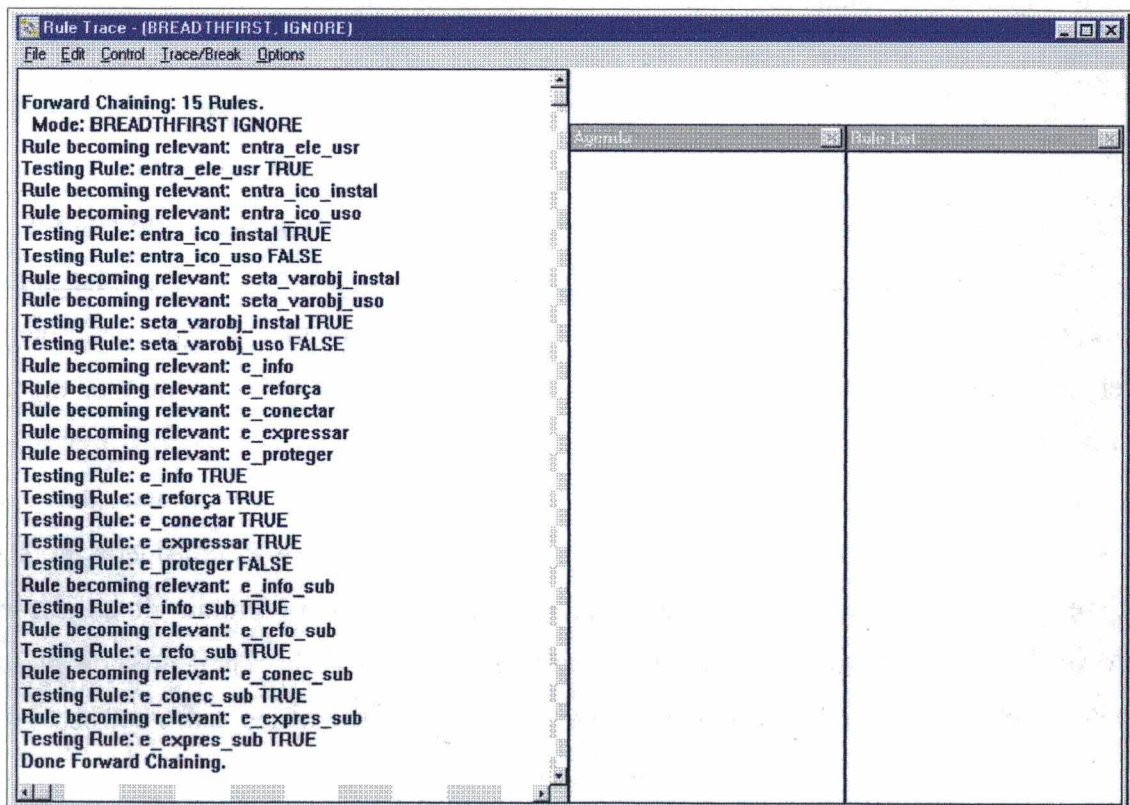 Rule Trace - (BREADTHFIRST, IGNORE)
File Edit Control Trace/Break Options
Forward Chaining: 15 Rules.
Mode: BREADTHFIRST IGNORE
Rule becoming relevant: entra_ele_usr
Testing Rule: entra_ele_usr TRUE
Rule becoming relevant: entra_ico_instal
Rule becoming relevant: entra_ico_uso
Testing Rule: entra_ico_instal TRUE
Testing Rule: entra_ico_uso FALSE
Rule becoming relevant: seta_varobj_instal
Rule becoming relevant: seta_varobj_uso
Testing Rule: seta_varobj_instal TRUE
Testing Rule: seta_varobj_uso FALSE
Rule becoming relevant: e_info
Rule becoming relevant: e_reforça
Rule becoming relevant: e_conectar
Rule becoming relevant: e_expressar
Rule becoming relevant: e_proteger
Testing Rule: e_info TRUE
Testing Rule: e_reforça TRUE
Testing Rule: e_conectar TRUE
Testing Rule: e_expressar TRUE
Testing Rule: e_proteger FALSE
Rule becoming relevant: e_info_sub
Testing Rule: e_info_sub TRUE
Rule becoming relevant: e_refo_sub
Testing Rule: e_refo_sub TRUE
Rule becoming relevant: e_conec_sub
Testing Rule: e_conec_sub TRUE
Rule becoming relevant: e_expres_sub
Testing Rule: e_expres_sub TRUE
Done Forward Chaining.
Agenda
Rule List